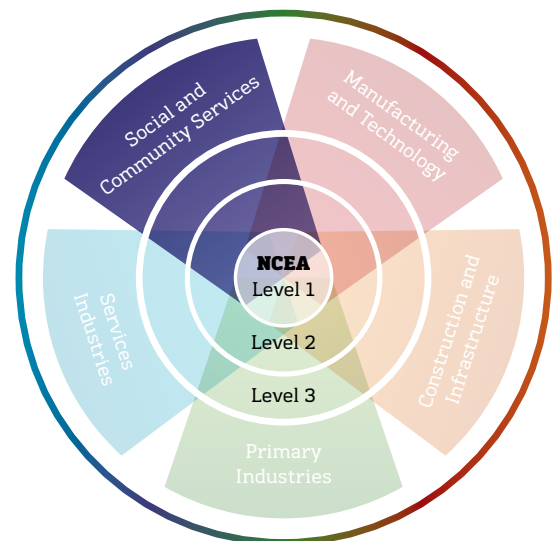 Social and
Community Services
Manufacturing
and Technology
NCEA
Level 1
Services
Industries
Construction and
Infrastructure
Level 2
Level 3
Primary
Industries